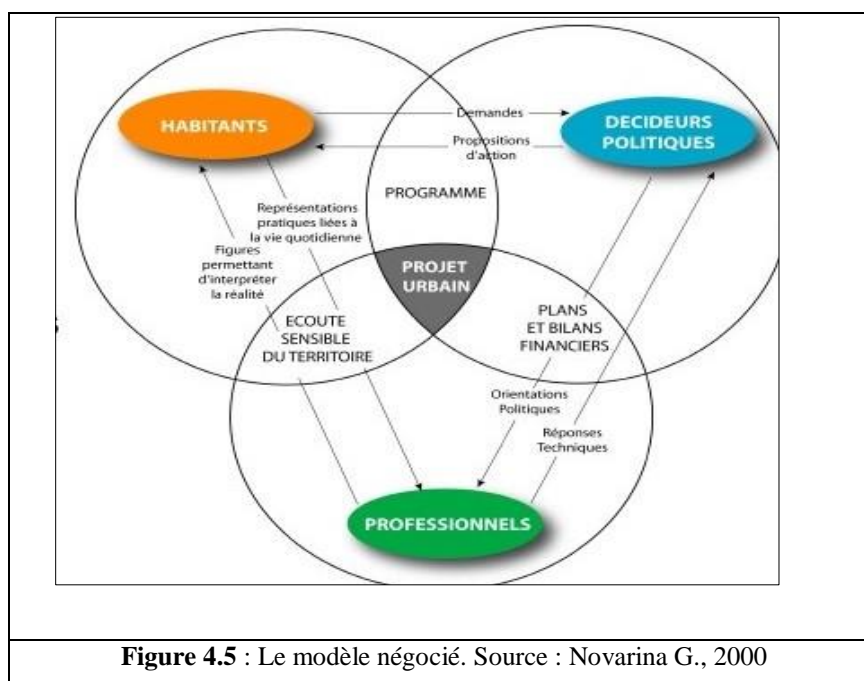 HABITANTS
DECIDEURS
POLITIQUES
Demandes
Propositions
d'action
PROGRAMME
Représentations
pratiques liées à
la vie quotidienne
Figures
permettant
d'interpréter
la réalité
PROJET
URBAIN
ECOUTE
SENSIBLE
DU TERRITOIRE
PLANS
ET BILANS
FINANCIERS
Orientations
Politiques
Réponses
Techniques
PROFESSIONNELS
Figure 4.5 : Le modèle négocié. Source : Novarina G., 2000